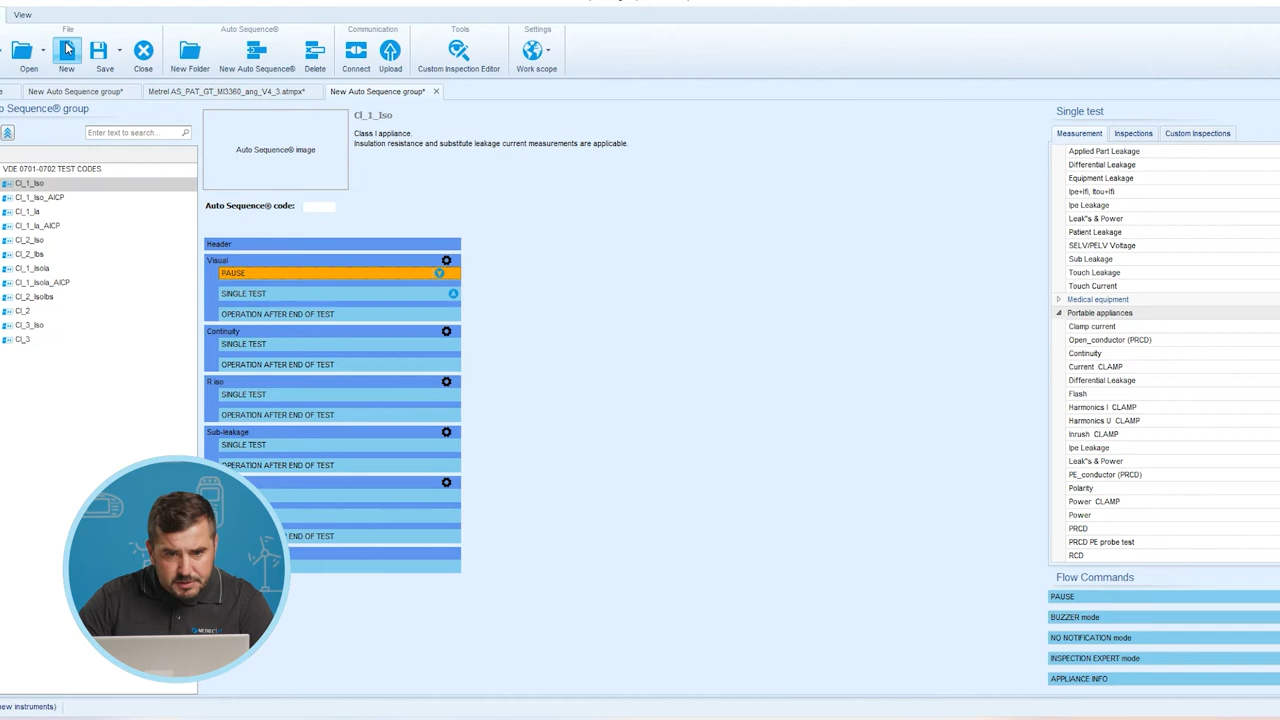 View
File
Open
New
Save
Close
Auto Sequence®
New Folder
New Auto Sequence®
Delete
Communication
Connect
Upload
Tools
Custom Inspection Editor
Settings
Work scope
New Auto Sequence group*
Metrel AS_PAT_GT_MI3360_ang_V4_3.atmpx*
New Auto Sequence group*
o Sequence® group
Enter text to search...
VDE 0701-0702 TEST CODES
Cl_1_Iso
Cl_1_Iso_AICP
Cl_1_Ia
Cl_1_Ia_AICP
Cl_2_Iso
Cl_2_Ibs
Cl_1_IsoIa
Cl_1_IsoIa_AICP
Cl_2_IsoIbs
Cl_2
Cl_3_Iso
Cl_3
Auto Sequence® image
Cl_1_Iso
Class I appliance.
Insulation resistance and substitute leakage current measurements are applicable.
Auto Sequence® code:
Header
Visual
PAUSE
SINGLE TEST
OPERATION AFTER END OF TEST
Continuity
SINGLE TEST
OPERATION AFTER END OF TEST
R iso
SINGLE TEST
OPERATION AFTER END OF TEST
Sub-leakage
SINGLE TEST
OPERATION AFTER END OF TEST
END OF TEST
METREL
Single test
Measurement
Inspections
Custom Inspections
Applied Part Leakage
Differential Leakage
Equipment Leakage
Ipe+Ifi, Itou+Ifi
Ipe Leakage
Leak"s & Power
Patient Leakage
SELV/PELV Voltage
Sub Leakage
Touch Leakage
Touch Current
Medical equipment
Portable appliances
Clamp current
Open_conductor (PRCD)
Continuity
Current CLAMP
Differential Leakage
Flash
Harmonics I CLAMP
Harmonics U CLAMP
Inrush CLAMP
Ipe Leakage
Leak"s & Power
PE_conductor (PRCD)
Polarity
Power CLAMP
Power
PRCD
PRCD PE probe test
RCD
Flow Commands
PAUSE
BUZZER mode
NO NOTIFICATION mode
INSPECTION EXPERT mode
APPLIANCE INFO
new instruments)